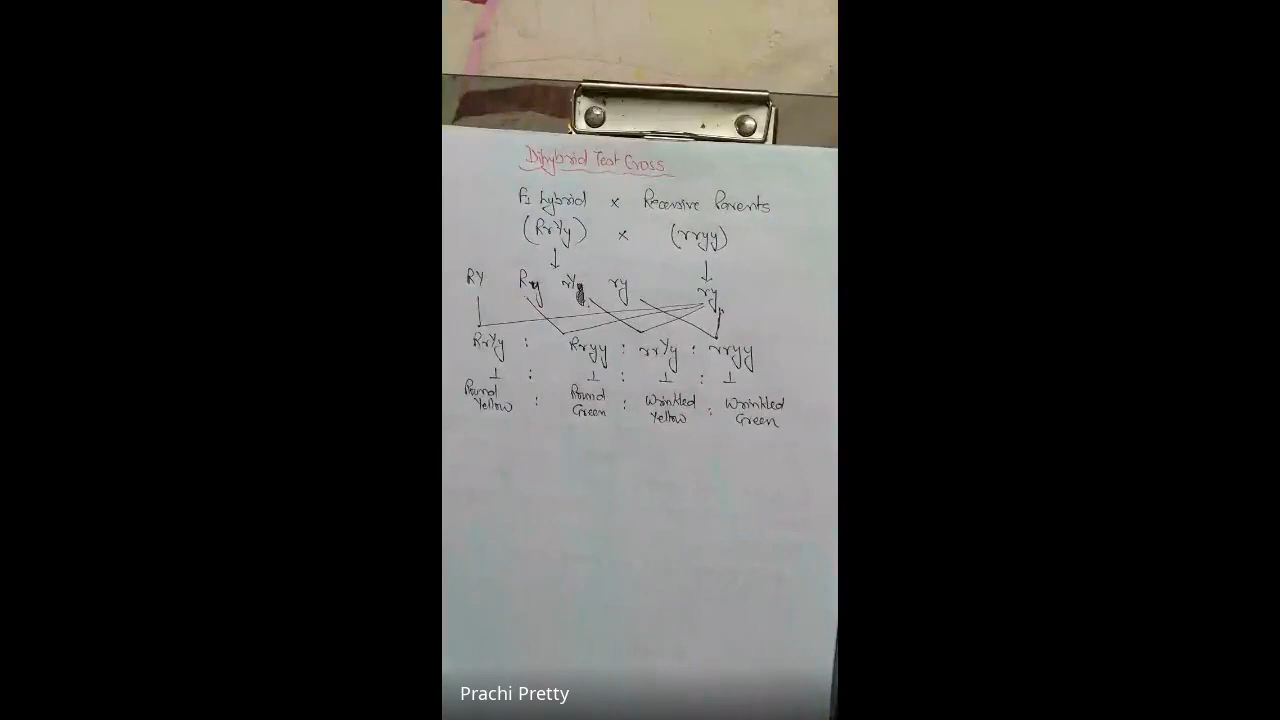 Dihybrid Test Cross
F1 hybrid × Recessive Parents
(RrYy) × (rryy)
RY Ry rY ry ry
RrYy : Rryy : rrYy : rryy
1 : 1 : 1 : 1
Round Yellow : Round Green : Wrinkled Yellow : Wrinkled Green
Prachi Pretty